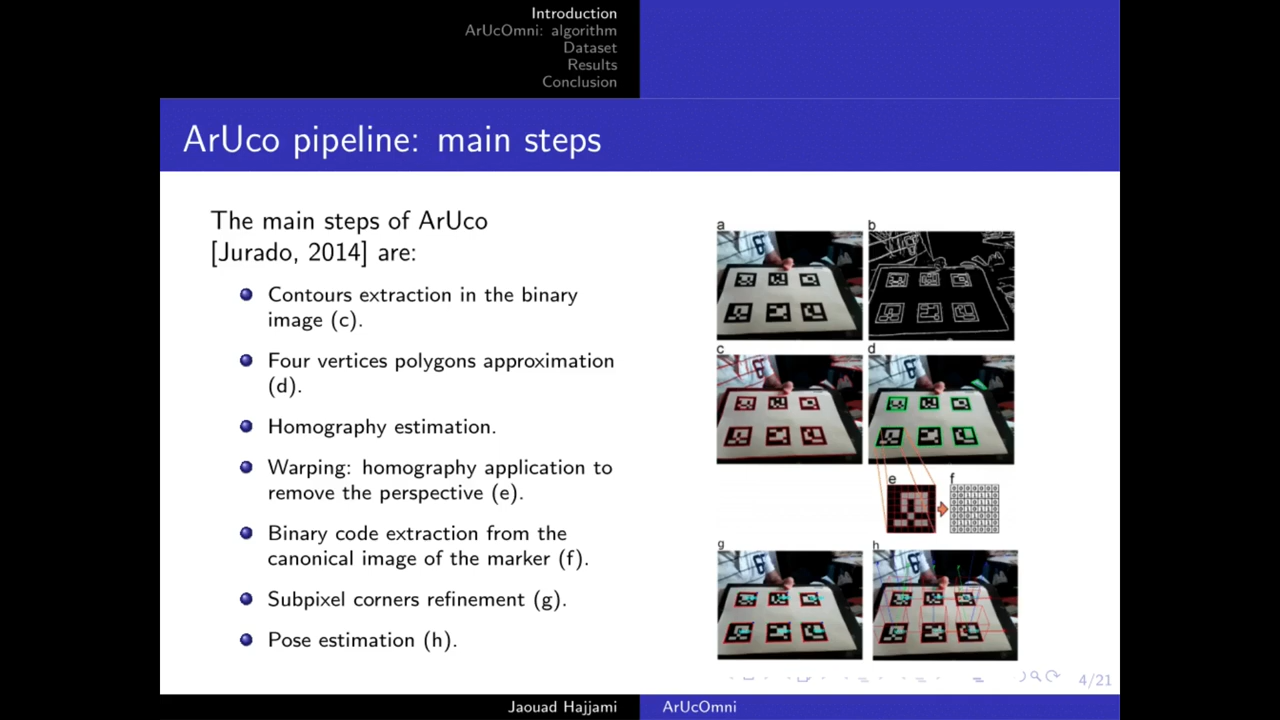 Introduction
ArUcOmni: algorithm
Dataset
Results
Conclusion
ArUco pipeline: main steps
The main steps of ArUco
[Jurado, 2014] are:
Contours extraction in the binary
image (c).
Four vertices polygons approximation
(d).
Homography estimation.
Warping: homography application to
remove the perspective (e).
Binary code extraction from the
canonical image of the marker (f).
Subpixel corners refinement (g).
Pose estimation (h).
a
b
c
d
e
f
g
h
4/21
Jaouad Hajjami
ArUcOmni